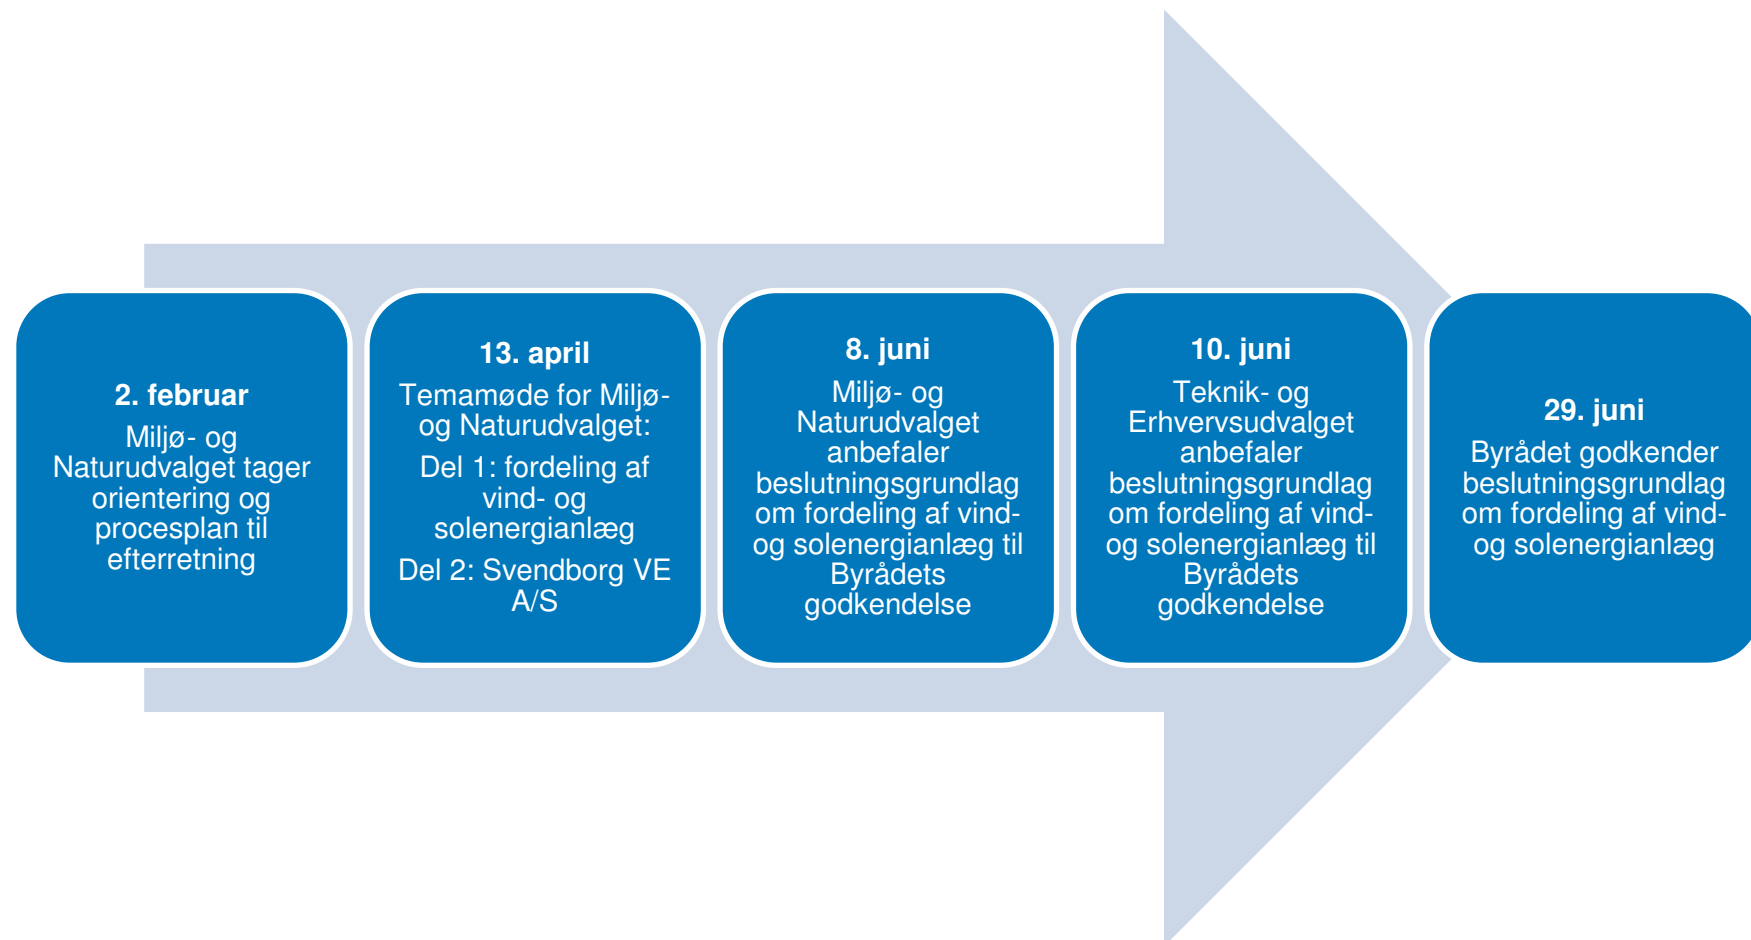 2. februar
Miljø- og
Naturudvalget tager
orientering og
procesplan til
efterretning
13. april
Temamøde for Miljø-
og Naturudvalget:
Del 1: fordeling af
vind- og
solenergianlæg
Del 2: Svendborg VE
A/S
8. juni
Miljø- og
Naturudvalget
anbefaler
beslutningsgrundlag
om fordeling af vind-
og solenergianlæg til
Byrådets
godkendelse
10. juni
Teknik- og
Erhvervsudvalget
anbefaler
beslutningsgrundlag
om fordeling af vind-
og solenergianlæg til
Byrådets
godkendelse
29. juni
Byrådet godkender
beslutningsgrundlag
om fordeling af vind-
og solenergianlæg